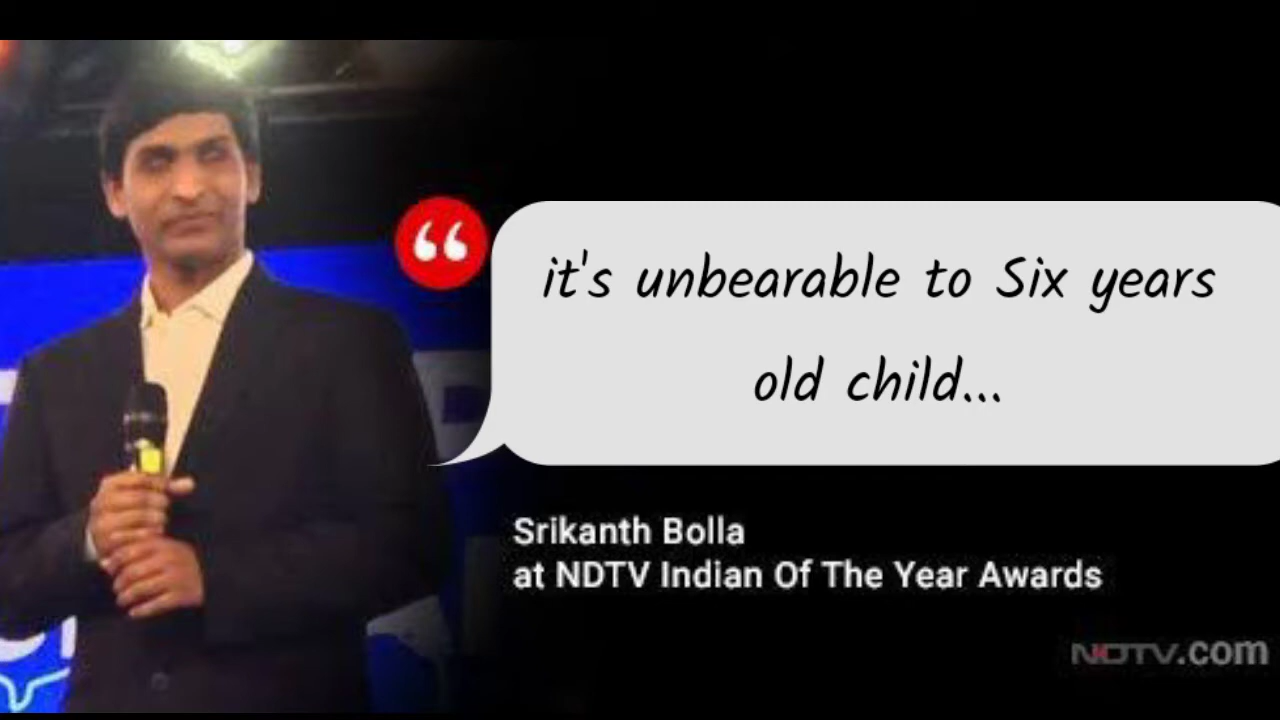 “
it's unbearable to Six years
old child...
Srikanth Bolla
at NDTV Indian Of The Year Awards
NDTV.com